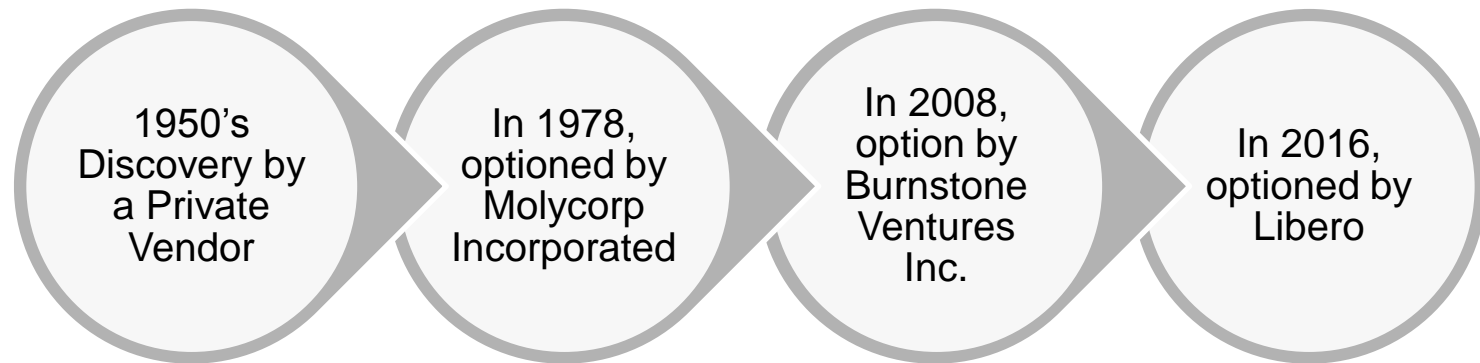 1950’s
Discovery by
a Private
Vendor
In 1978,
optioned by
Molycorp
Incorporated
In 2008,
option by
Burnstone
Ventures
Inc.
In 2016,
optioned by
Libero